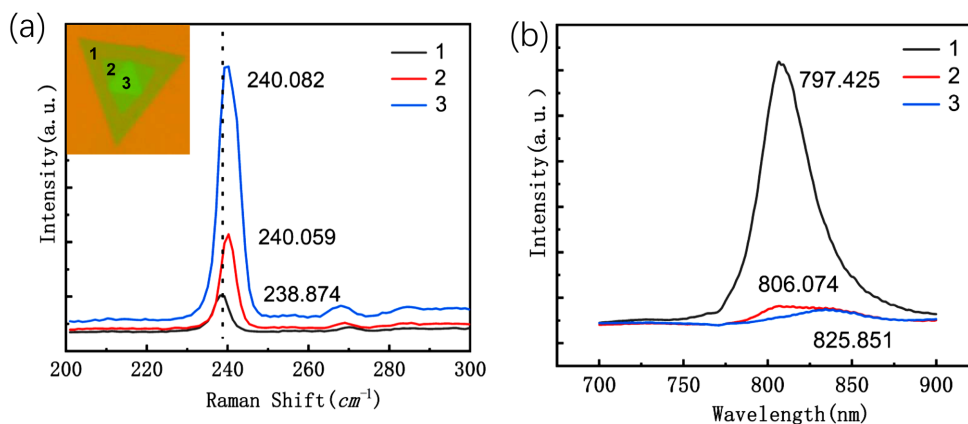 (a)
1
2
3
1
2
3
240.082
240.059
238.874
Intensity(a.u.)
200 220 240 260 280 300
Raman Shift(cm⁻¹)
(b)
1
2
3
797.425
806.074
825.851
Intensity(a.u.)
700 750 800 850 900
Wavelength(nm)